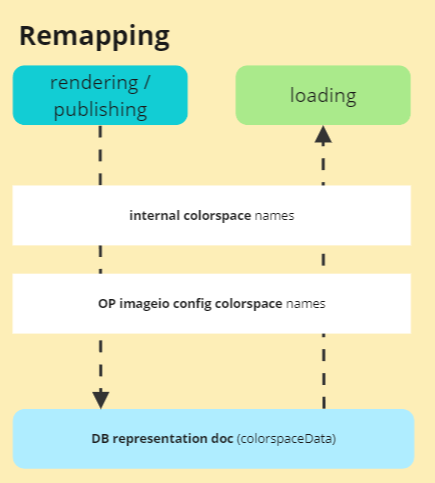 Remapping
rendering /
publishing
loading
internal colorspace names
OP imageio config colorspace names
DB representation doc (colorspaceData)